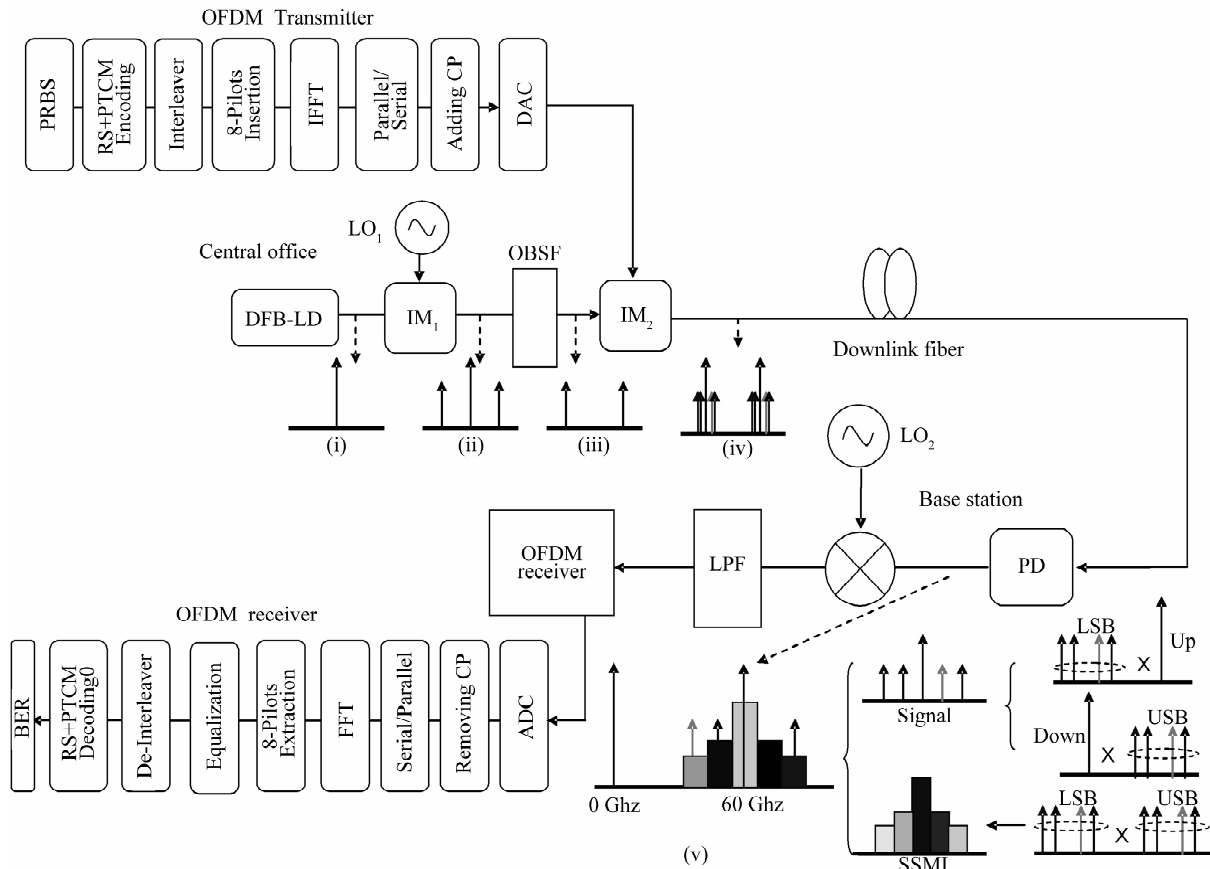 OFDM Transmitter
PRBS
RS+PTCM
Encoding
Interleaver
8-Pilots
Insertion
IFFT
Parallel/
Serial
Adding CP
DAC
LO1
Central office
OBSF
DFB-LD
IM1
IM2
Downlink fiber
(i)
(ii)
(iii)
(iv)
LO2
Base station
OFDM
receiver
LPF
PD
OFDM receiver
BER
RS+PTCM
Decoding0
De-Interleaver
Equalization
8-Pilots
Extraction
FFT
Serial/Parallel
Removing CP
ADC
0 Ghz
60 Ghz
(v)
LSB
X
Up
Signal
Down
X
USB
LSB
X
USB
SSMI